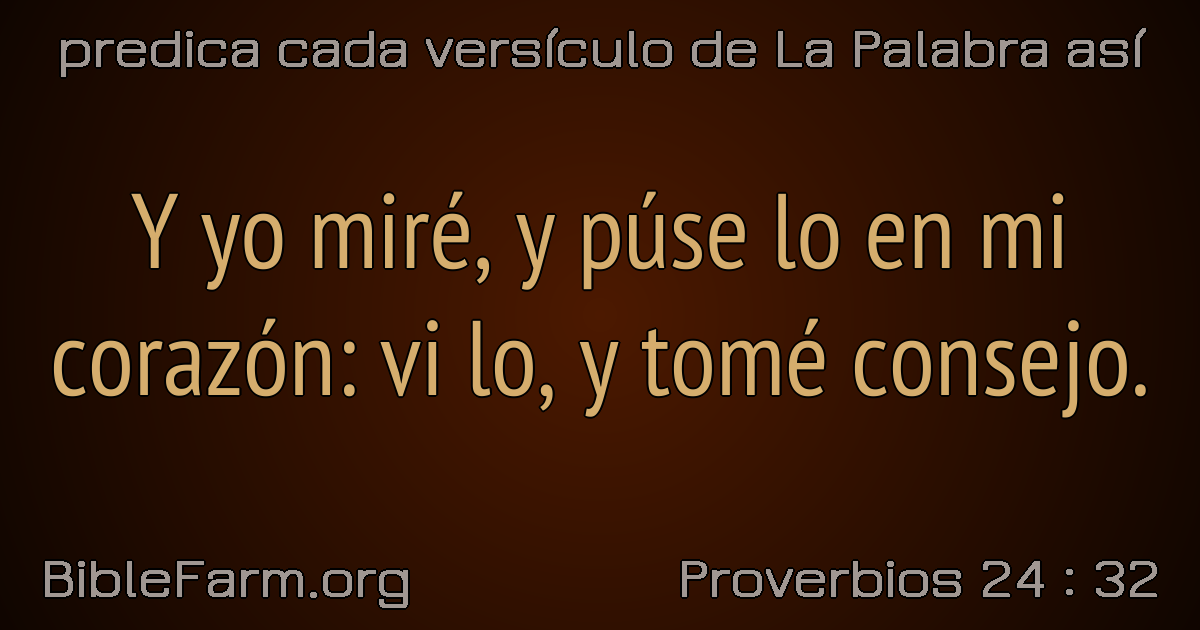 predica cada versículo de La Palabra así
Y yo miré, y púse lo en mi
corazón: vi lo, y tomé consejo.
BibleFarm.org
Proverbios 24 : 32